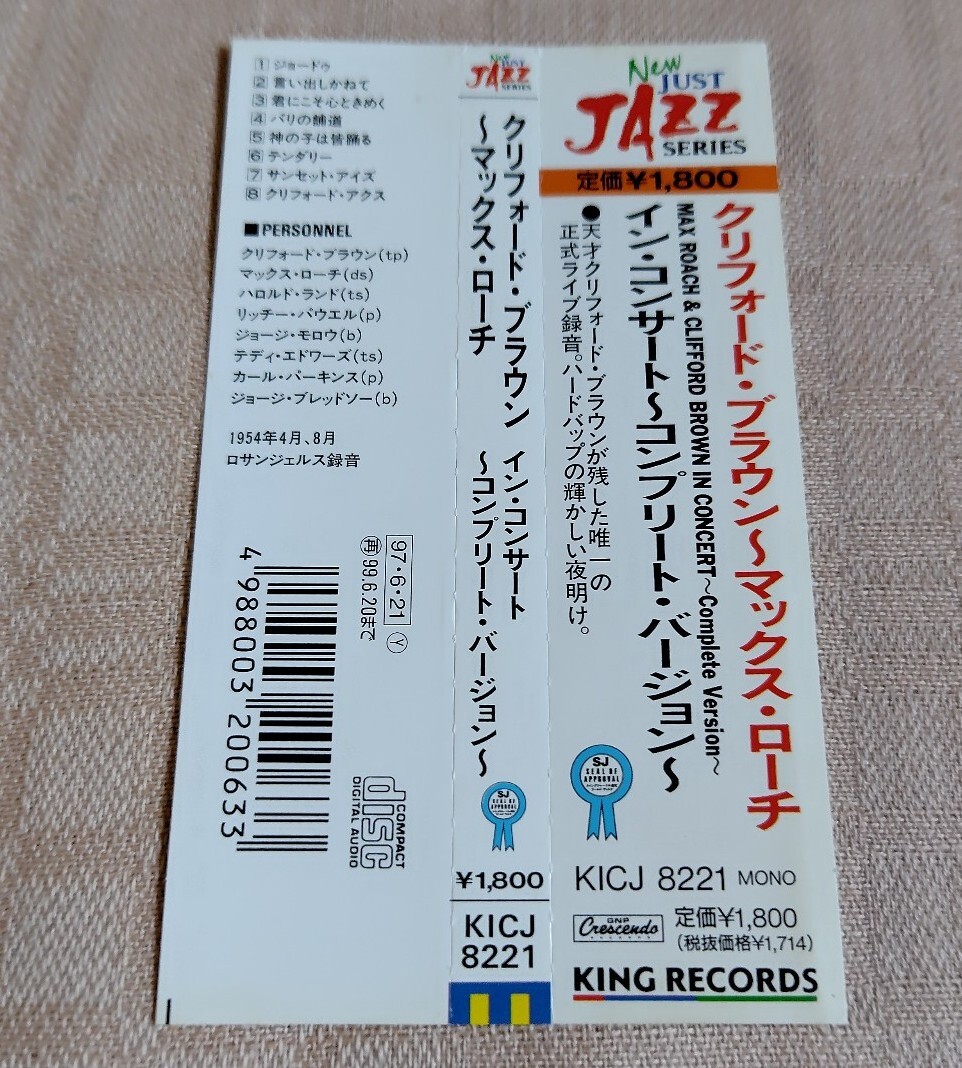 1 ジョードゥ
2 言い出しかねて
3 君にこそ心ときめく
4 パリの舗道
5 神の子は皆踊る
6 テンダリー
7 サンセット・アイズ
8 クリフォード・アクス
■PERSONNEL
クリフォード・ブラウン(tp)
マックス・ローチ(ds)
ハロルド・ランド(ts)
リッチー・パウエル(p)
ジョージ・モロウ(b)
テディ・エドワーズ(ts)
カール・パーキンス(p)
ジョージ・ブレッドソー(b)
1954年4月、8月
ロサンジェルス録音
97・6・21 Y
再99.6.20まで
4 988003 200633
COMPACT
disc
DIGITAL AUDIO
New
JUST
JAZZ
SERIES
クリフォード・ブラウン
〜マックス・ローチ
イン・コンサート
〜コンプリート・バージョン〜
SJ
SEAL OF
APPROVAL
¥1,800
KICJ
8221
New
JUST
JAZZ
SERIES
定価¥1,800
クリフォード・ブラウン〜マックス・ローチ
MAX ROACH & CLIFFORD BROWN IN CONCERT〜Complete Version〜
イン・コンサート〜コンプリート・バージョン〜
●天才クリフォード・ブラウンが残した唯一の
正式ライブ録音。ハードバップの輝かしい夜明け。
SJ
SEAL OF
APPROVAL
KICJ 8221 MONO
GNP
Crescendo
RECORDS
定価¥1,800
(税抜価格¥1,714)
KING RECORDS